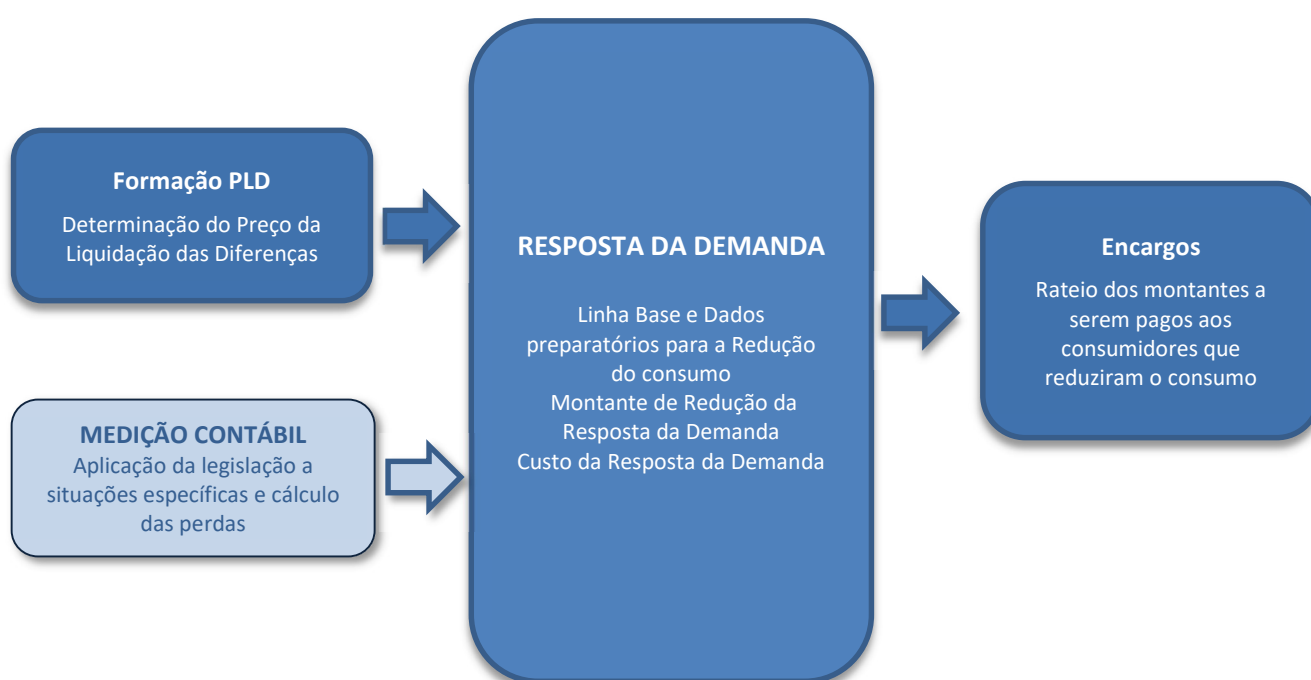 Formação PLD
Determinação do Preço da
Liquidação das Diferenças
MEDIÇÃO CONTÁBIL
Aplicação da legislação a
situações específicas e cálculo
das perdas
RESPOSTA DA DEMANDA
Linha Base e Dados
preparatórios para a Redução
do consumo
Montante de Redução da
Resposta da Demanda
Custo da Resposta da Demanda
Encargos
Rateio dos montantes a
serem pagos aos
consumidores que
reduziram o consumo